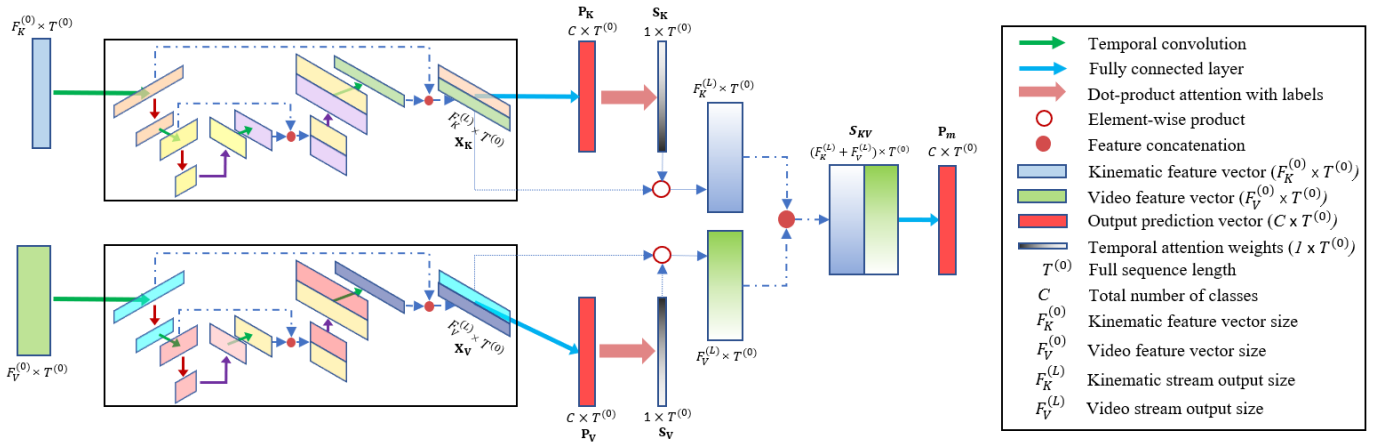 F_K^(0) × T^(0)
F_K^(L) × T^(0)
X_K
P_K
C × T^(0)
S_K
1 × T^(0)
F_K^(L) × T^(0)
F_V^(0) × T^(0)
F_V^(L) × T^(0)
X_V
C × T^(0)
P_V
1 × T^(0)
S_V
F_V^(L) × T^(0)
S_KV
(F_K^(L) + F_V^(L)) × T^(0)
P_m
C × T^(0)
Temporal convolution
Fully connected layer
Dot-product attention with labels
Element-wise product
Feature concatenation
Kinematic feature vector (F_K^(0) x T^(0))
Video feature vector (F_V^(0) x T^(0))
Output prediction vector (C x T^(0))
Temporal attention weights (1 x T^(0))
T^(0) Full sequence length
C Total number of classes
F_K^(0) Kinematic feature vector size
F_V^(0) Video feature vector size
F_K^(L) Kinematic stream output size
F_V^(L) Video stream output size